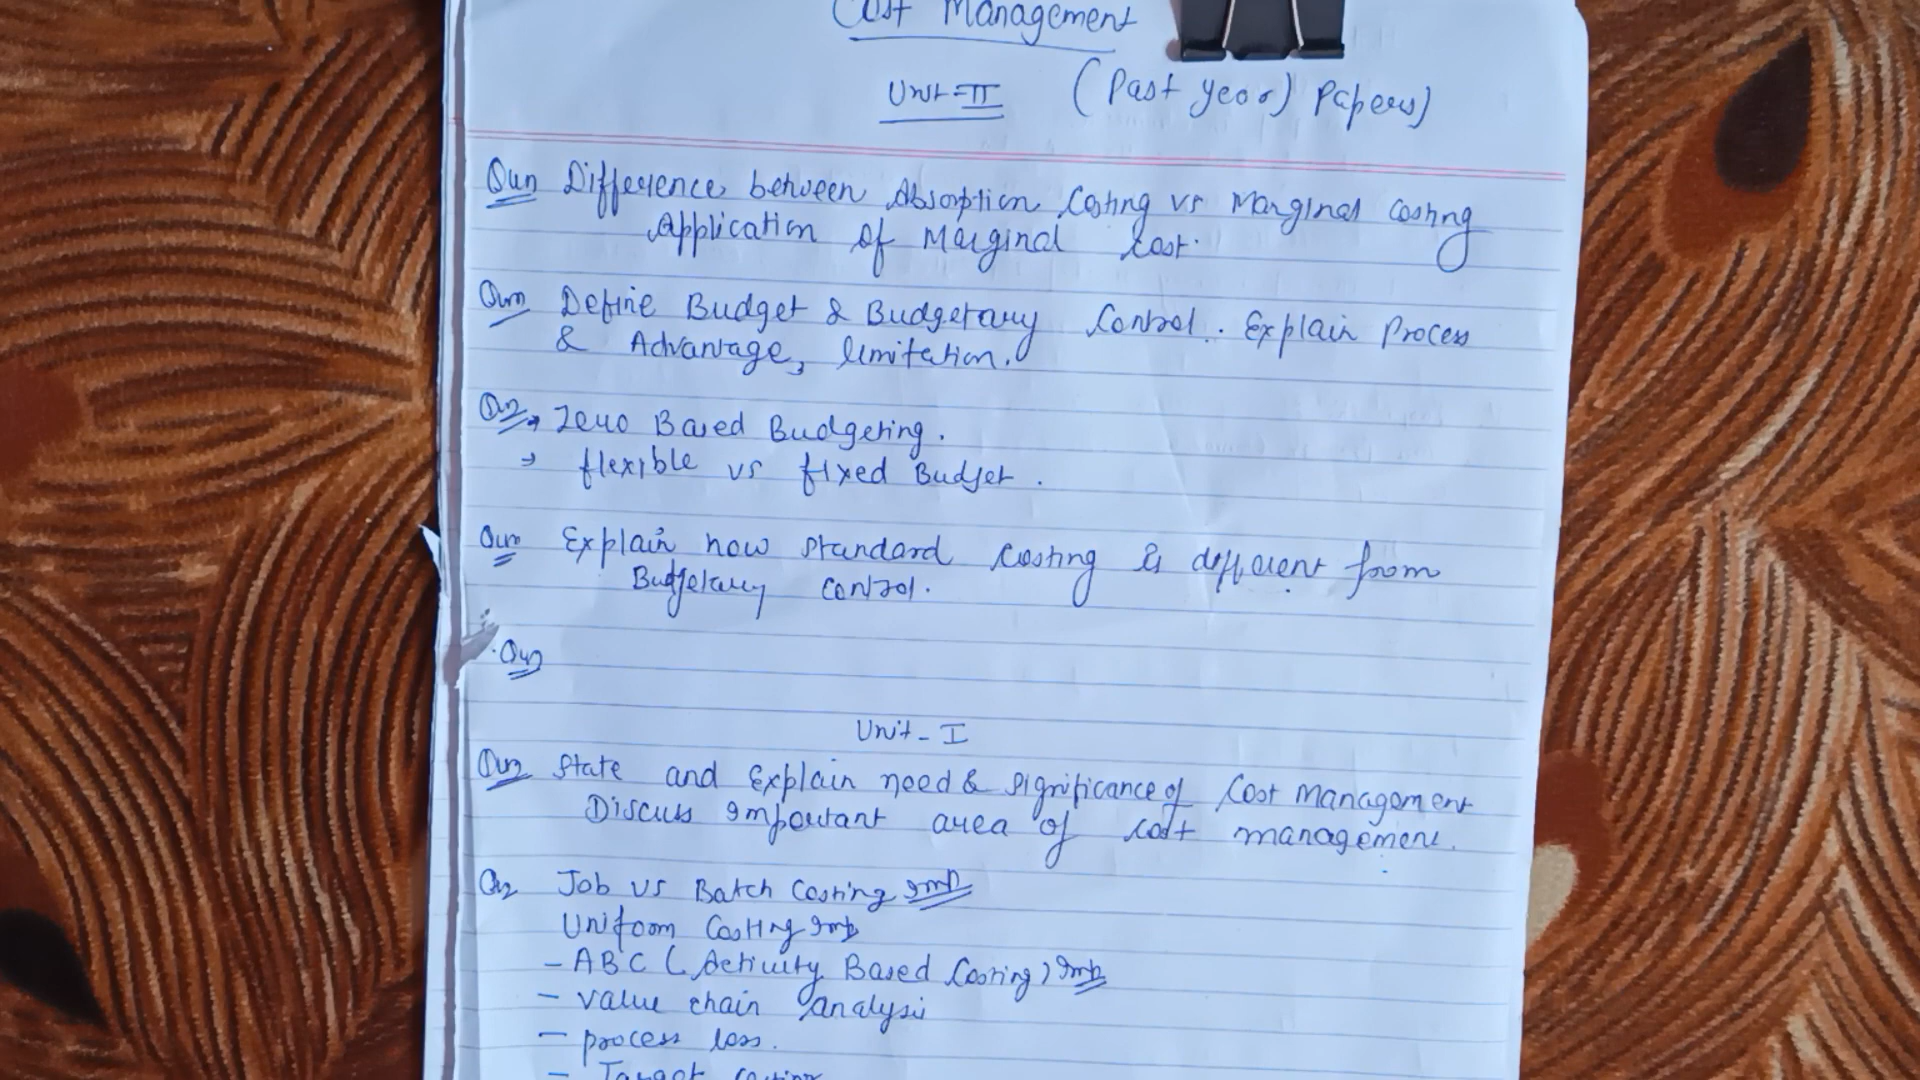 Cost Management
Unit-II (Past year) Papers)
Qun Difference between Absorption Costing vs Marginal costing
Application of Marginal Cost.
Qun Define Budget & Budgetary Control. Explain Process
& Advantage, limitation.
Qun → Zero Based Budgeting.
→ flexible vs fixed Budget.
Qun Explain how standard costing is different from
Budgetary control.
Qun
Unit-I
Qun State and Explain need & significance of Cost Management
Discuss Important area of cost management.
Qun Job vs Batch Costing Imp
Uniform Costing Imp
- ABC (Activity Based Costing) Imp
- value chain analysis
- process loss.
- Target costing